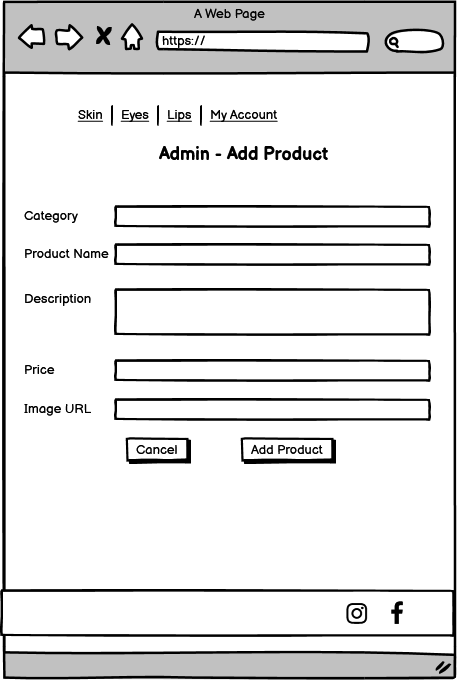 A Web Page
https://
Skin Eyes Lips My Account
Admin - Add Product
Category
Product Name
Description
Price
Image URL
Cancel Add Product